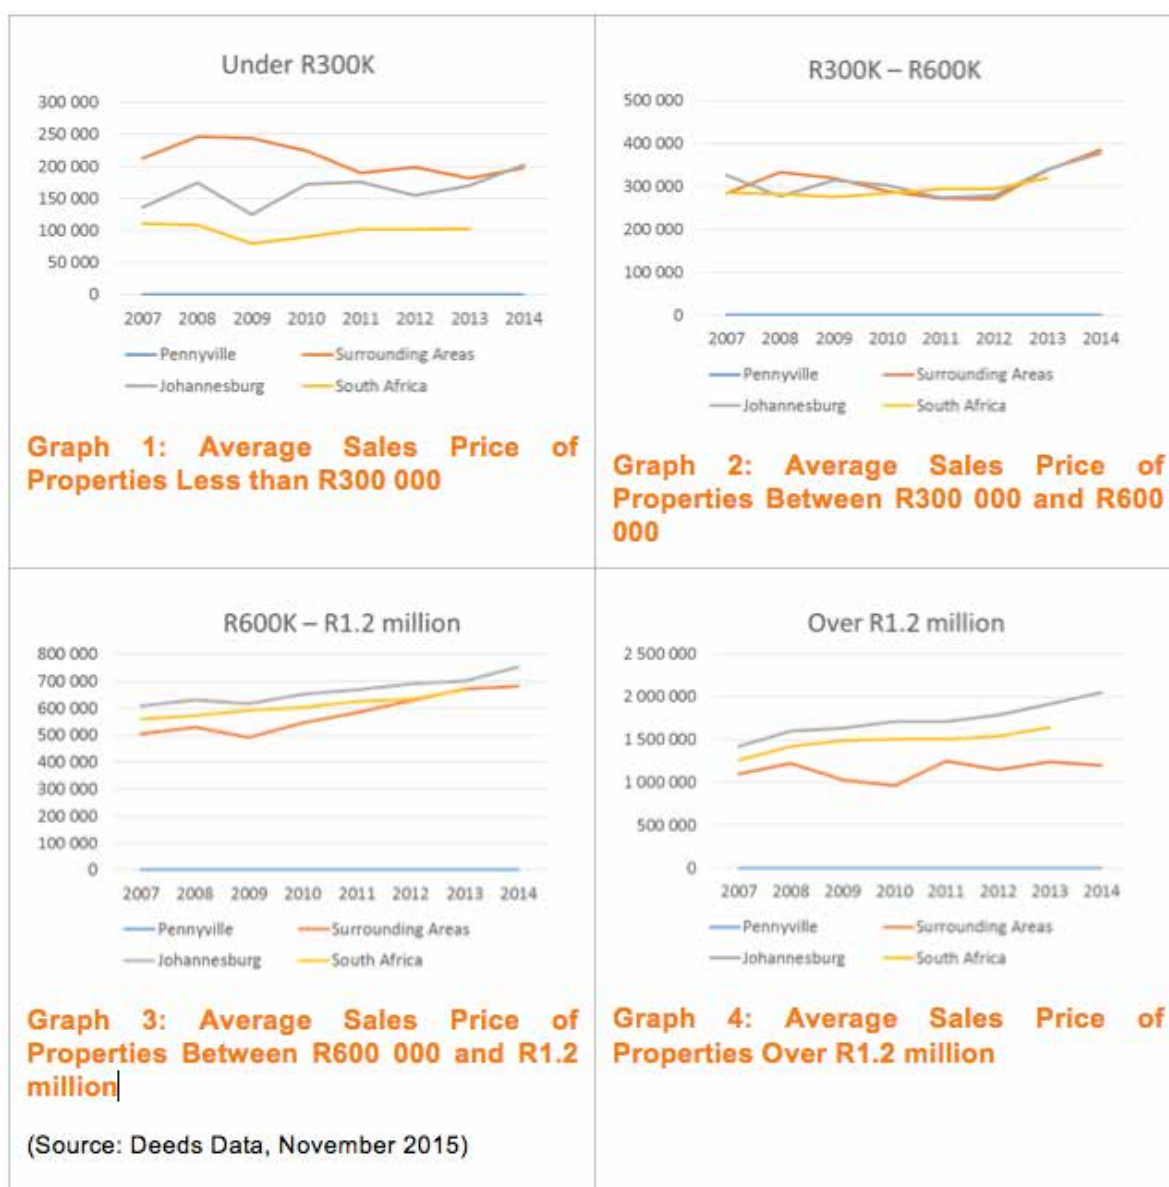 Under R300K
300 000
250 000
200 000
150 000
100 000
50 000
0
2007 2008 2009 2010 2011 2012 2013 2014
Pennyville Surrounding Areas
Johannesburg South Africa
Graph 1: Average Sales Price of
Properties Less than R300 000
R300K – R600K
500 000
400 000
300 000
200 000
100 000
0
2007 2008 2009 2010 2011 2012 2013 2014
Pennyville Surrounding Areas
Johannesburg South Africa
Graph 2: Average Sales Price of
Properties Between R300 000 and R600
000
R600K – R1.2 million
800 000
700 000
600 000
500 000
400 000
300 000
200 000
100 000
0
2007 2008 2009 2010 2011 2012 2013 2014
Pennyville Surrounding Areas
Johannesburg South Africa
Graph 3: Average Sales Price of
Properties Between R600 000 and R1.2
million
(Source: Deeds Data, November 2015)
Over R1.2 million
2 500 000
2 000 000
1 500 000
1 000 000
500 000
0
2007 2008 2009 2010 2011 2012 2013 2014
Pennyville Surrounding Areas
Johannesburg South Africa
Graph 4: Average Sales Price of
Properties Over R1.2 million